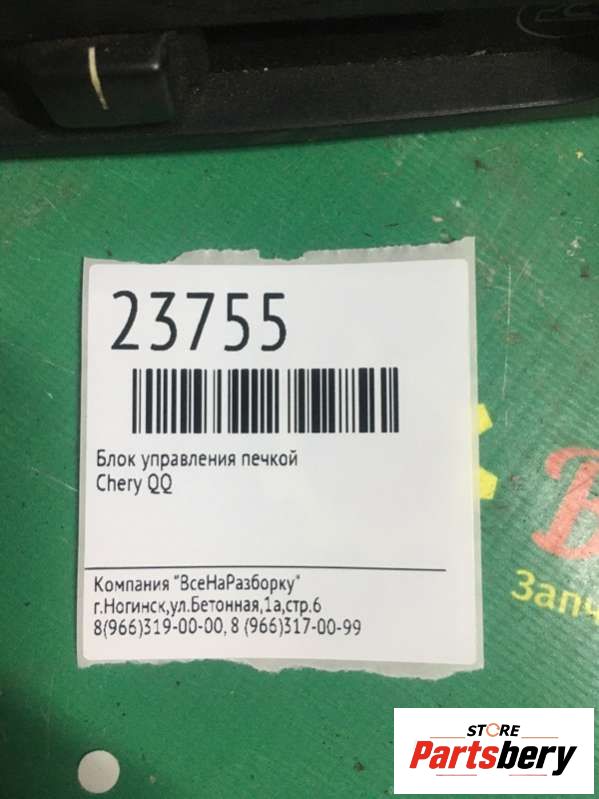 23755
Блок управления печкой
Chery QQ
Компания "ВсеНаРазборку"
г.Ногинск,ул.Бетонная,1а,стр.6
8(966)319-00-00, 8 (966)317-00-99
STORE
Partsbery